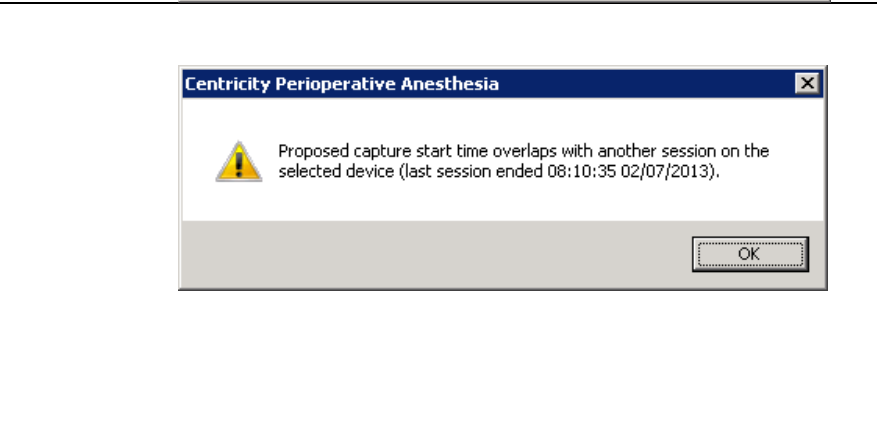 Centricity Perioperative Anesthesia
Proposed capture start time overlaps with another session on the
selected device (last session ended 08:10:35 02/07/2013).
OK